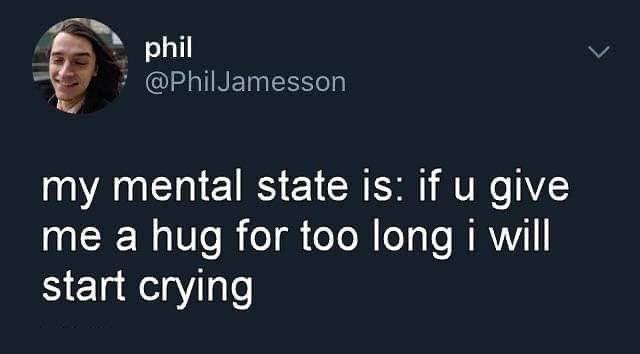 phil
@PhilJamesson
my mental state is: if u give
me a hug for too long i will
start crying